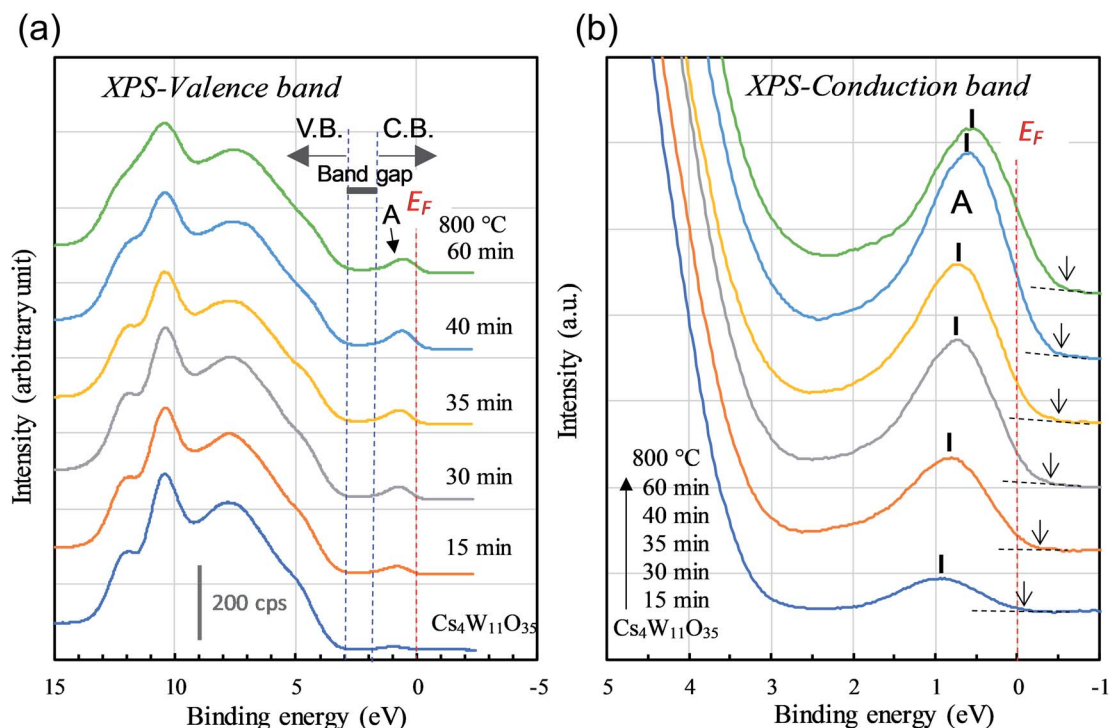 (a)
XPS-Valence band
V.B.
C.B.
Band gap
A
E_F
800 °C
60 min
40 min
35 min
30 min
15 min
Cs₄W₁₁O₃₅
200 cps
Intensity (arbitrary unit)
15
10
5
0
-5
Binding energy (eV)
(b)
XPS-Conduction band
E_F
A
800 °C
60 min
40 min
35 min
30 min
15 min
Cs₄W₁₁O₃₅
Intensity (a.u.)
5
4
3
2
1
0
-1
Binding energy (eV)